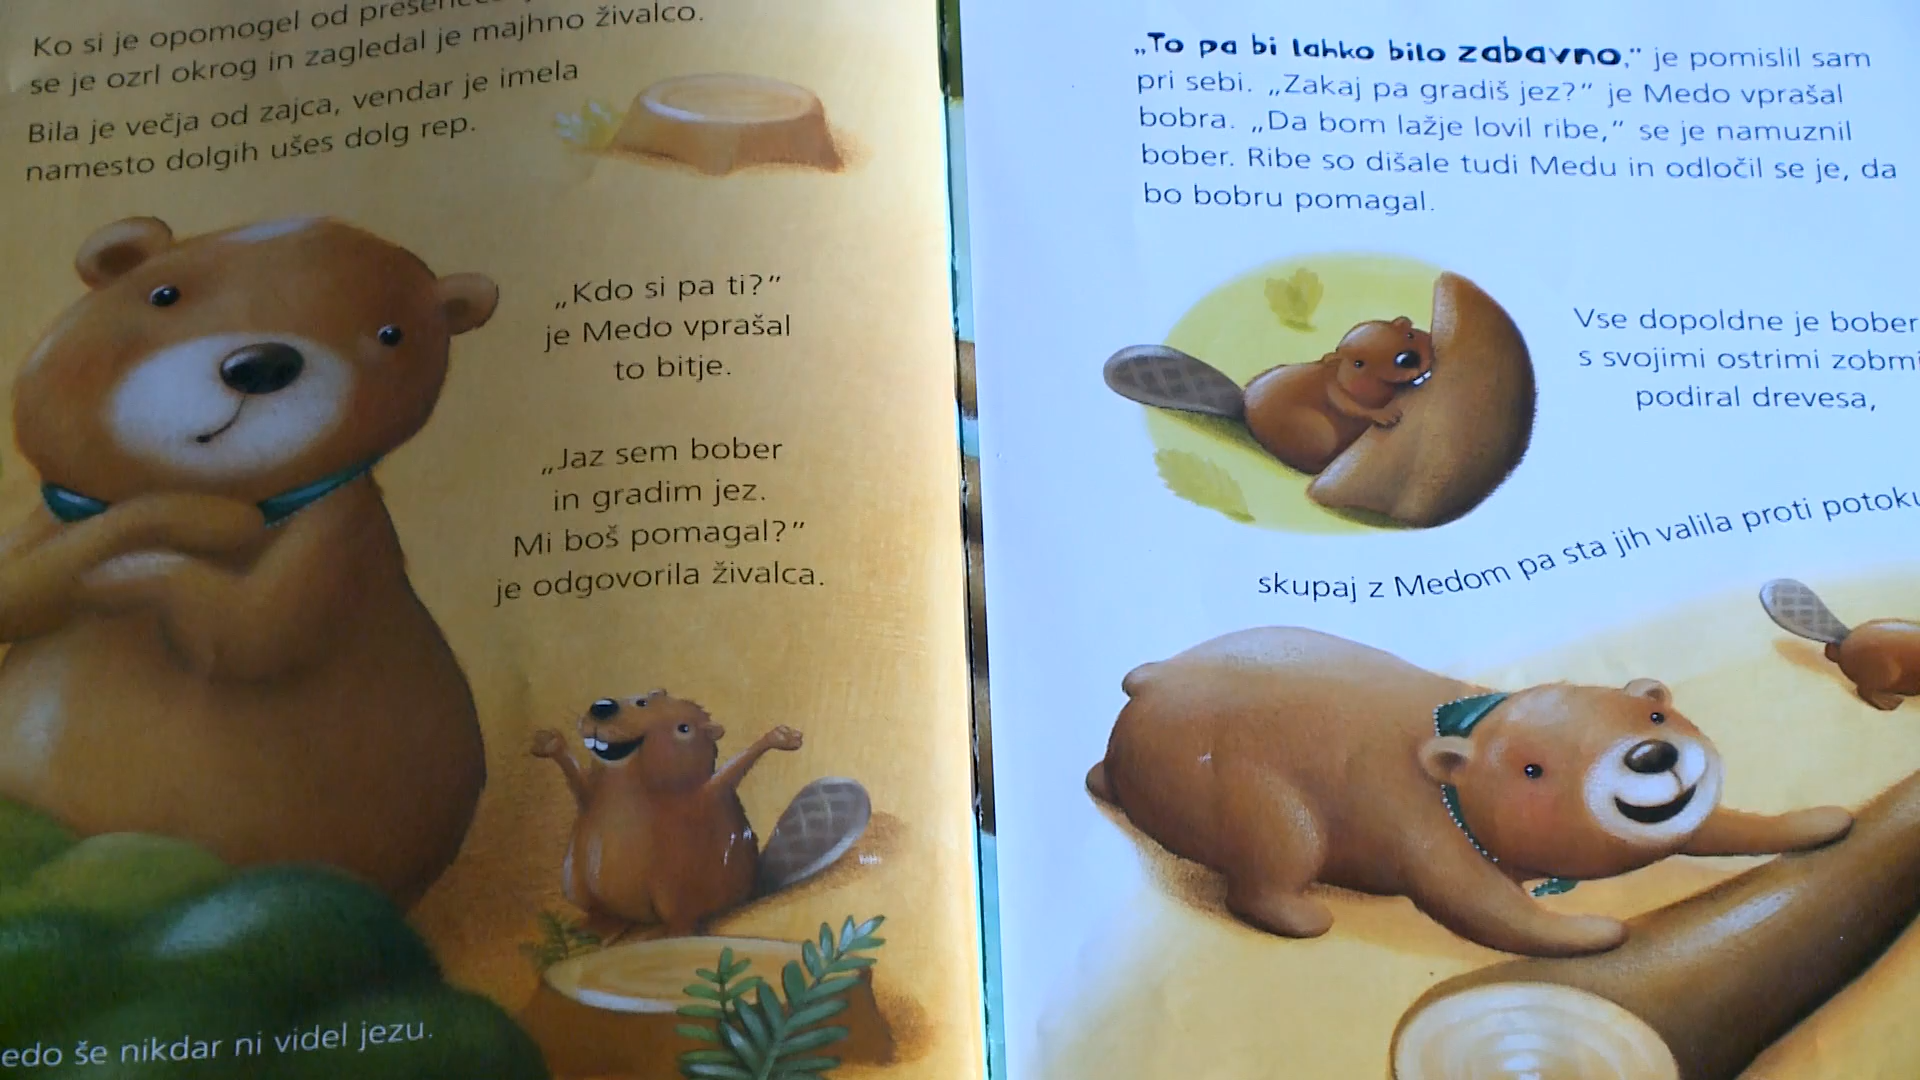 Ko si je opomogel od
se je ozrl okrog in zagledal je majhno živalco.
Bila je večja od zajca, vendar je imela
namesto dolgih ušes dolg rep.
„Kdo si pa ti?”
je Medo vprašal
to bitje.
„Jaz sem bober
in gradim jez.
Mi boš pomagal?”
je odgovorila živalca.
edo še nikdar ni videl jezu.
„To pa bi lahko bilo zabavno,” je pomislil sam
pri sebi. „Zakaj pa gradiš jez?” je Medo vprašal
bobra. „Da bom lažje lovil ribe,” se je namuznil
bober. Ribe so dišale tudi Medu in odločil se je, da
bo bobru pomagal.
Vse dopoldne je bober
s svojimi ostrimi zobmi
podiral drevesa,
skupaj z Medom pa sta jih valila proti potoku